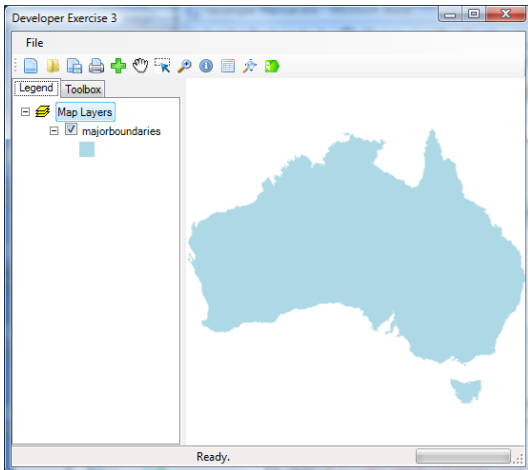 Developer Exercise 3
File
Legend Toolbox
Map Layers
majorboundaries
Ready.